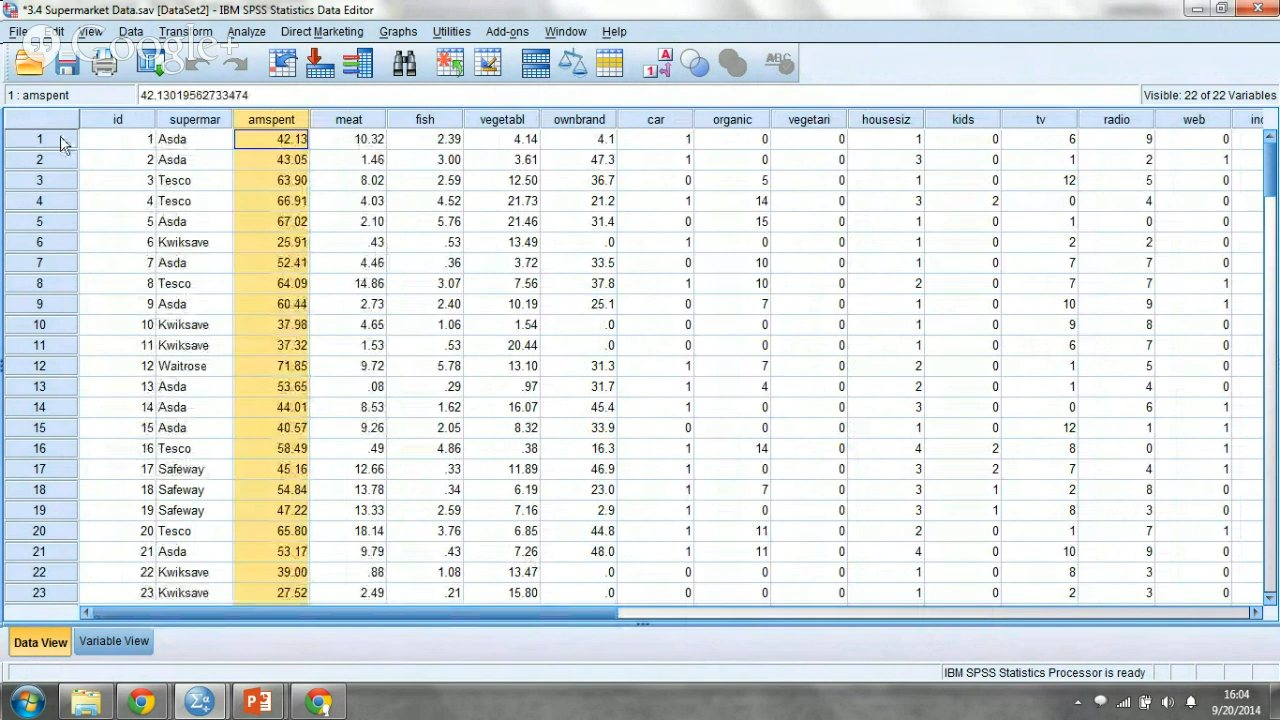 *3.4 Supermarket Data.sav [DataSet2] - IBM SPSS Statistics Data Editor
File Edit View Data Transform Analyze Direct Marketing Graphs Utilities Add-ons Window Help
Google+
1 : amspent 42.13019562733474 Visible: 22 of 22 Variables
id supermar amspent meat fish vegetabl ownbrand car organic vegetari housesiz kids tv radio web
1 1 Asda 42.13 10.32 2.39 4.14 4.1 1 0 0 1 0 6 9 0
2 2 Asda 43.05 1.46 3.00 3.61 47.3 1 0 0 3 0 1 2 1
3 3 Tesco 63.90 8.02 2.59 12.50 36.7 0 5 0 1 0 12 5 0
4 4 Tesco 66.91 4.03 4.52 21.73 21.2 1 14 0 3 2 0 4 0
5 5 Asda 67.02 2.10 5.76 21.46 31.4 0 15 0 1 0 1 0 0
6 6 Kwiksave 25.91 .43 .53 13.49 .0 1 0 0 1 0 2 2 0
7 7 Asda 52.41 4.46 .36 3.72 33.5 0 10 0 1 0 7 7 0
8 8 Tesco 64.09 14.86 3.07 7.56 37.8 1 10 0 2 0 7 7 1
9 9 Asda 60.44 2.73 2.40 10.19 25.1 0 7 0 1 0 10 9 1
10 10 Kwiksave 37.98 4.65 1.06 1.54 .0 0 0 0 1 0 9 8 0
11 11 Kwiksave 37.32 1.53 .53 20.44 .0 0 0 0 1 0 6 7 0
12 12 Waitrose 71.85 9.72 5.78 13.10 31.3 1 7 0 2 0 1 5 0
13 13 Asda 53.65 .08 .29 .97 31.7 1 4 0 2 0 1 4 0
14 14 Asda 44.01 8.53 1.62 16.07 45.4 1 0 0 3 0 0 6 1
15 15 Asda 40.57 9.26 2.05 8.32 33.9 0 0 0 1 0 12 1 1
16 16 Tesco 58.49 .49 4.86 .38 16.3 1 14 0 4 2 8 0 1
17 17 Safeway 45.16 12.66 .33 11.89 46.9 1 0 0 3 2 7 4 1
18 18 Safeway 54.84 13.78 .34 6.19 23.0 1 7 0 3 1 2 8 0
19 19 Safeway 47.22 13.33 2.59 7.16 2.9 1 0 0 3 1 8 3 0
20 20 Tesco 65.80 18.14 3.76 6.85 44.8 1 11 0 2 0 1 7 1
21 21 Asda 53.17 9.79 .43 7.26 48.0 1 11 0 4 0 10 9 0
22 22 Kwiksave 39.00 .88 1.08 13.47 .0 0 0 0 1 0 8 3 0
23 23 Kwiksave 27.52 2.49 .21 15.80 .0 0 0 0 1 0 2 3 0
Data View Variable View
IBM SPSS Statistics Processor is ready
16:04
9/20/2014